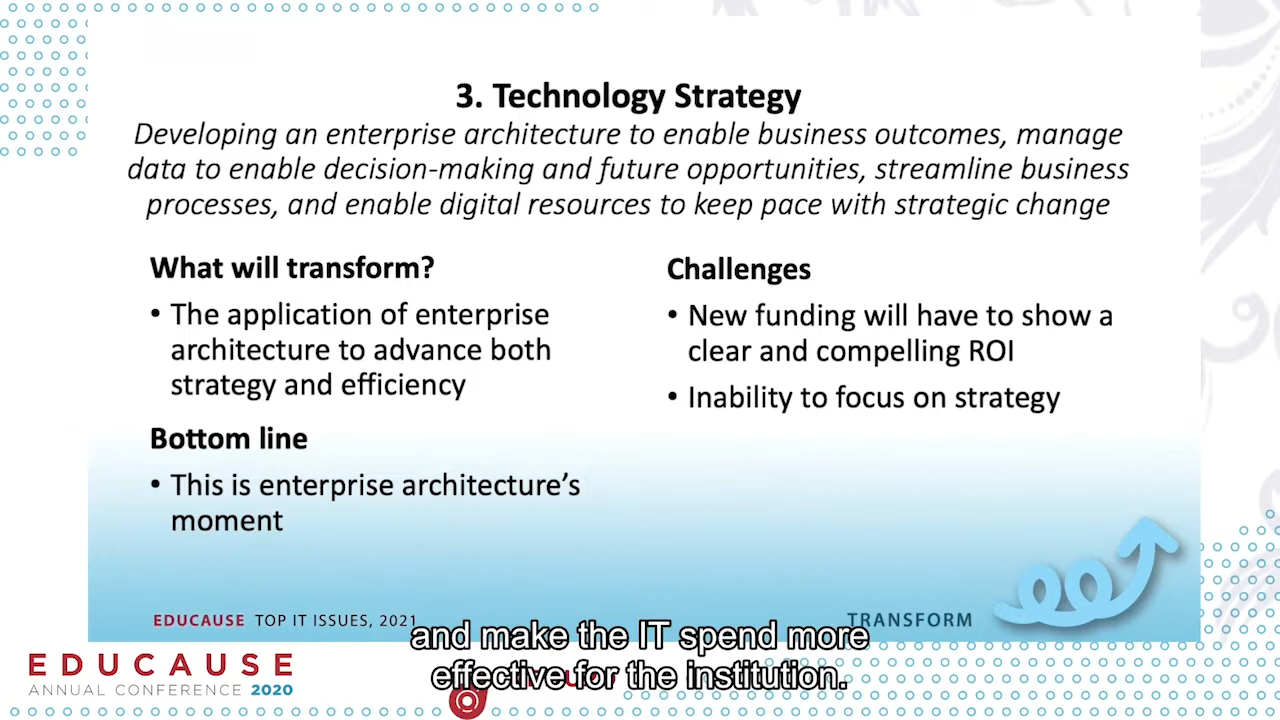 3. Technology Strategy
Developing an enterprise architecture to enable business outcomes, manage
data to enable decision-making and future opportunities, streamline business
processes, and enable digital resources to keep pace with strategic change
What will transform?
• The application of enterprise
architecture to advance both
strategy and efficiency
Bottom line
• This is enterprise architecture’s
moment
Challenges
• New funding will have to show a
clear and compelling ROI
• Inability to focus on strategy
EDUCAUSE TOP IT ISSUES, 2021
TRANSFORM
and make the IT spend more
effective for the institution.
EDUCAUSE
ANNUAL CONFERENCE 2020